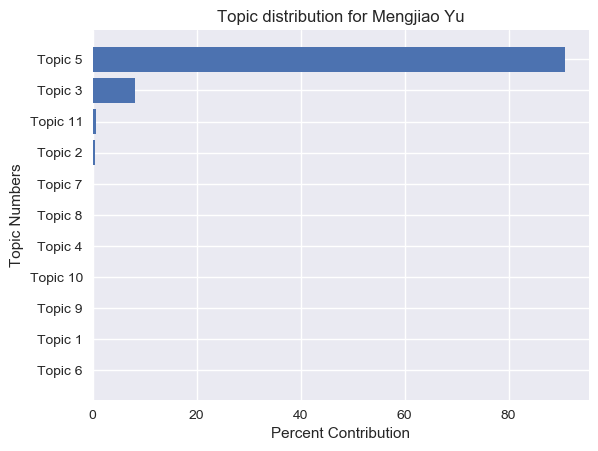 Topic distribution for Mengjiao Yu
Topic Numbers
Topic 5
Topic 3
Topic 11
Topic 2
Topic 7
Topic 8
Topic 4
Topic 10
Topic 9
Topic 1
Topic 6
0 20 40 60 80
Percent Contribution